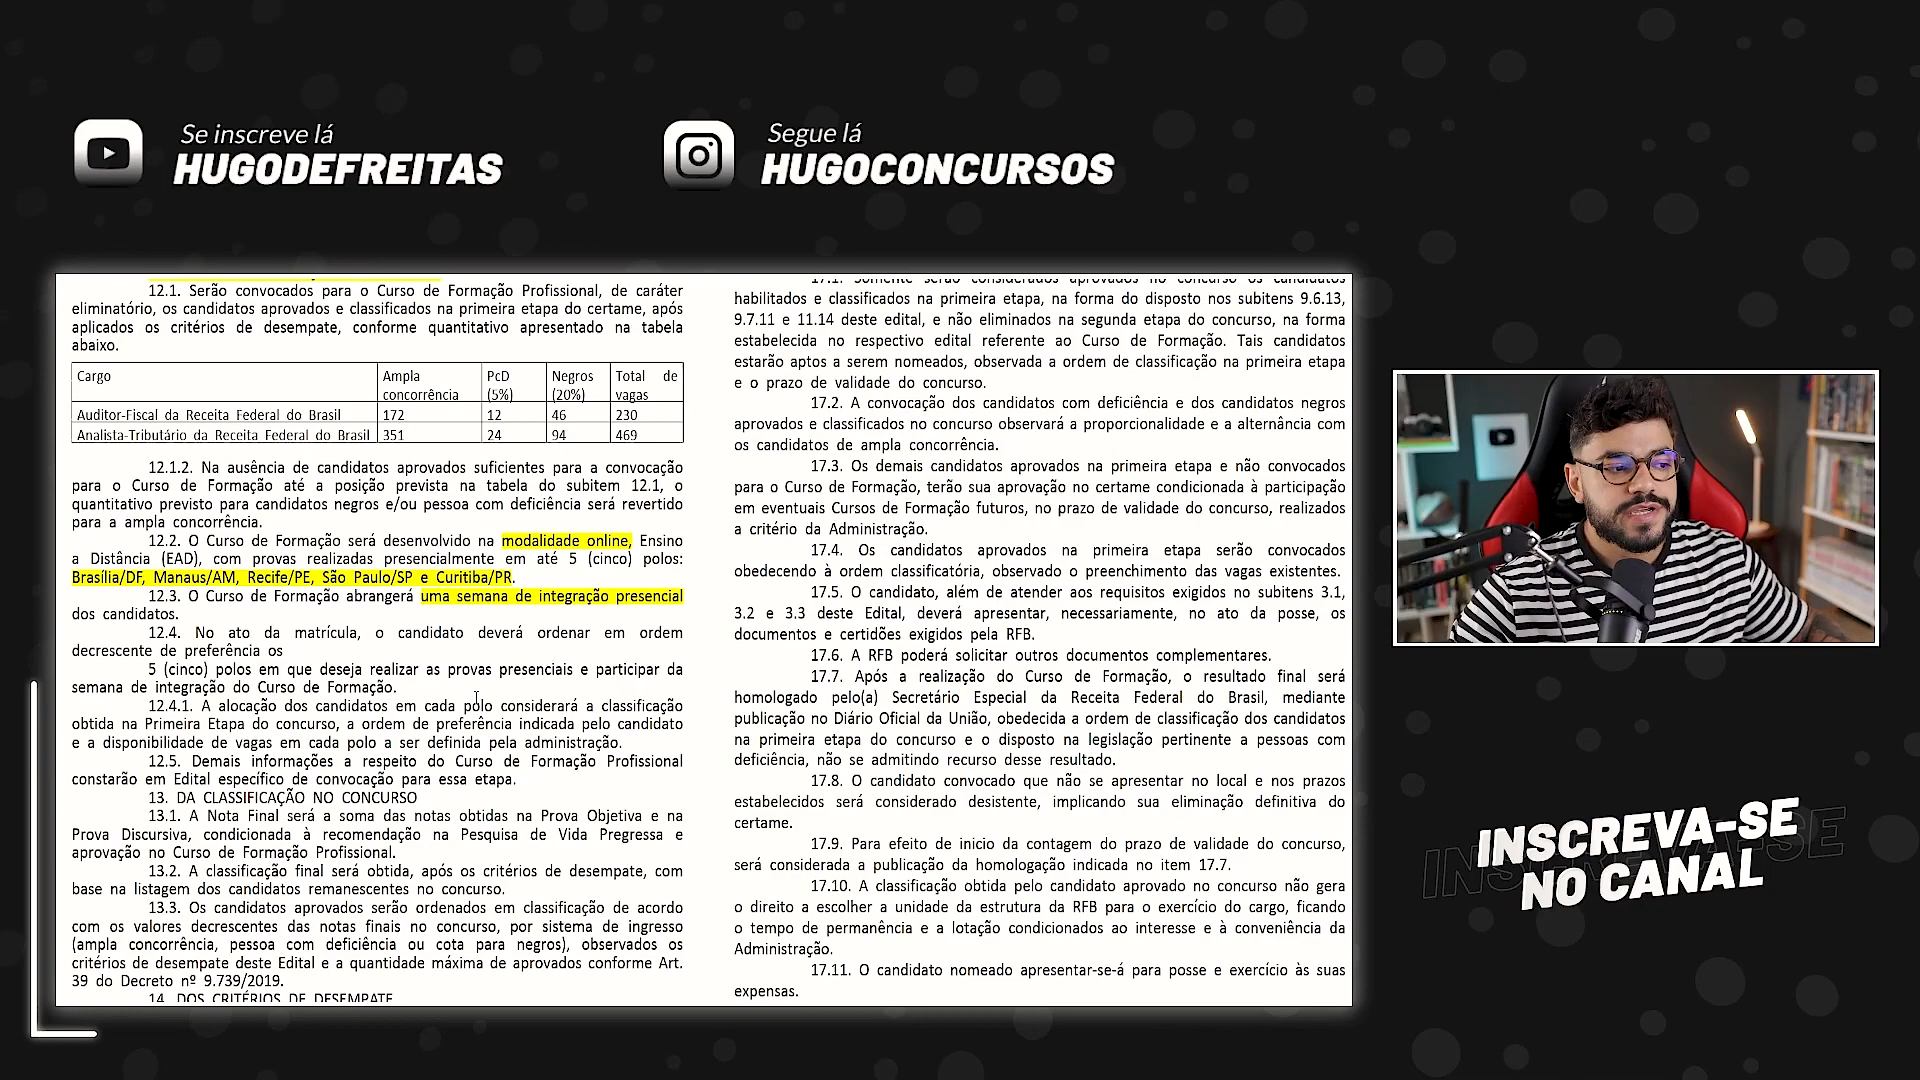 Se inscreve lá
HUGODEFREITAS
Segue lá
HUGOCONCURSOS
12.1. Serão convocados para o Curso de Formação Profissional, de caráter
eliminatório, os candidatos aprovados e classificados na primeira etapa do certame, após
aplicados os critérios de desempate, conforme quantitativo apresentado na tabela
abaixo.
Cargo Ampla concorrência PcD (5%) Negros (20%) Total de vagas
Auditor-Fiscal da Receita Federal do Brasil 172 12 46 230
Analista-Tributário da Receita Federal do Brasil 351 24 94 469
12.1.2. Na ausência de candidatos aprovados suficientes para a convocação
para o Curso de Formação até a posição prevista na tabela do subitem 12.1, o
quantitativo previsto para candidatos negros e/ou pessoa com deficiência será revertido
para a ampla concorrência.
12.2. O Curso de Formação será desenvolvido na modalidade online, Ensino
a Distância (EAD), com provas realizadas presencialmente em até 5 (cinco) polos:
Brasília/DF, Manaus/AM, Recife/PE, São Paulo/SP e Curitiba/PR.
12.3. O Curso de Formação abrangerá uma semana de integração presencial
dos candidatos.
12.4. No ato da matrícula, o candidato deverá ordenar em ordem
decrescente de preferência os
5 (cinco) polos em que deseja realizar as provas presenciais e participar da
semana de integração do Curso de Formação.
12.4.1. A alocação dos candidatos em cada polo considerará a classificação
obtida na Primeira Etapa do concurso, a ordem de preferência indicada pelo candidato
e a disponibilidade de vagas em cada polo a ser definida pela administração.
12.5. Demais informações a respeito do Curso de Formação Profissional
constarão em Edital específico de convocação para essa etapa.
13. DA CLASSIFICAÇÃO NO CONCURSO
13.1. A Nota Final será a soma das notas obtidas na Prova Objetiva e na
Prova Discursiva, condicionada à recomendação na Pesquisa de Vida Pregressa e
aprovação no Curso de Formação Profissional.
13.2. A classificação final será obtida, após os critérios de desempate, com
base na listagem dos candidatos remanescentes no concurso.
13.3. Os candidatos aprovados serão ordenados em classificação de acordo
com os valores decrescentes das notas finais no concurso, por sistema de ingresso
(ampla concorrência, pessoa com deficiência ou cota para negros), observados os
critérios de desempate deste Edital e a quantidade máxima de aprovados conforme Art.
39 do Decreto nº 9.739/2019.
14. DOS CRITÉRIOS DE DESEMPATE
17.1. Somente serão considerados aprovados no concurso os candidatos
habilitados e classificados na primeira etapa, na forma do disposto nos subitens 9.6.13,
9.7.11 e 11.14 deste edital, e não eliminados na segunda etapa do concurso, na forma
estabelecida no respectivo edital referente ao Curso de Formação. Tais candidatos
estarão aptos a serem nomeados, observada a ordem de classificação na primeira etapa
e o prazo de validade do concurso.
17.2. A convocação dos candidatos com deficiência e dos candidatos negros
aprovados e classificados no concurso observará a proporcionalidade e a alternância com
os candidatos de ampla concorrência.
17.3. Os demais candidatos aprovados na primeira etapa e não convocados
para o Curso de Formação, terão sua aprovação no certame condicionada à participação
em eventuais Cursos de Formação futuros, no prazo de validade do concurso, realizados
a critério da Administração.
17.4. Os candidatos aprovados na primeira etapa serão convocados
obedecendo à ordem classificatória, observado o preenchimento das vagas existentes.
17.5. O candidato, além de atender aos requisitos exigidos no subitens 3.1,
3.2 e 3.3 deste Edital, deverá apresentar, necessariamente, no ato da posse, os
documentos e certidões exigidos pela RFB.
17.6. A RFB poderá solicitar outros documentos complementares.
17.7. Após a realização do Curso de Formação, o resultado final será
homologado pelo(a) Secretário Especial da Receita Federal do Brasil, mediante
publicação no Diário Oficial da União, obedecida a ordem de classificação dos candidatos
na primeira etapa do concurso e o disposto na legislação pertinente a pessoas com
deficiência, não se admitindo recurso desse resultado.
17.8. O candidato convocado que não se apresentar no local e nos prazos
estabelecidos será considerado desistente, implicando sua eliminação definitiva do
certame.
17.9. Para efeito de inicio da contagem do prazo de validade do concurso,
será considerada a publicação da homologação indicada no item 17.7.
17.10. A classificação obtida pelo candidato aprovado no concurso não gera
o direito a escolher a unidade da estrutura da RFB para o exercício do cargo, ficando
o tempo de permanência e a lotação condicionados ao interesse e à conveniência da
Administração.
17.11. O candidato nomeado apresentar-se-á para posse e exercício às suas
expensas.
INSCREVA-SE
NO CANAL